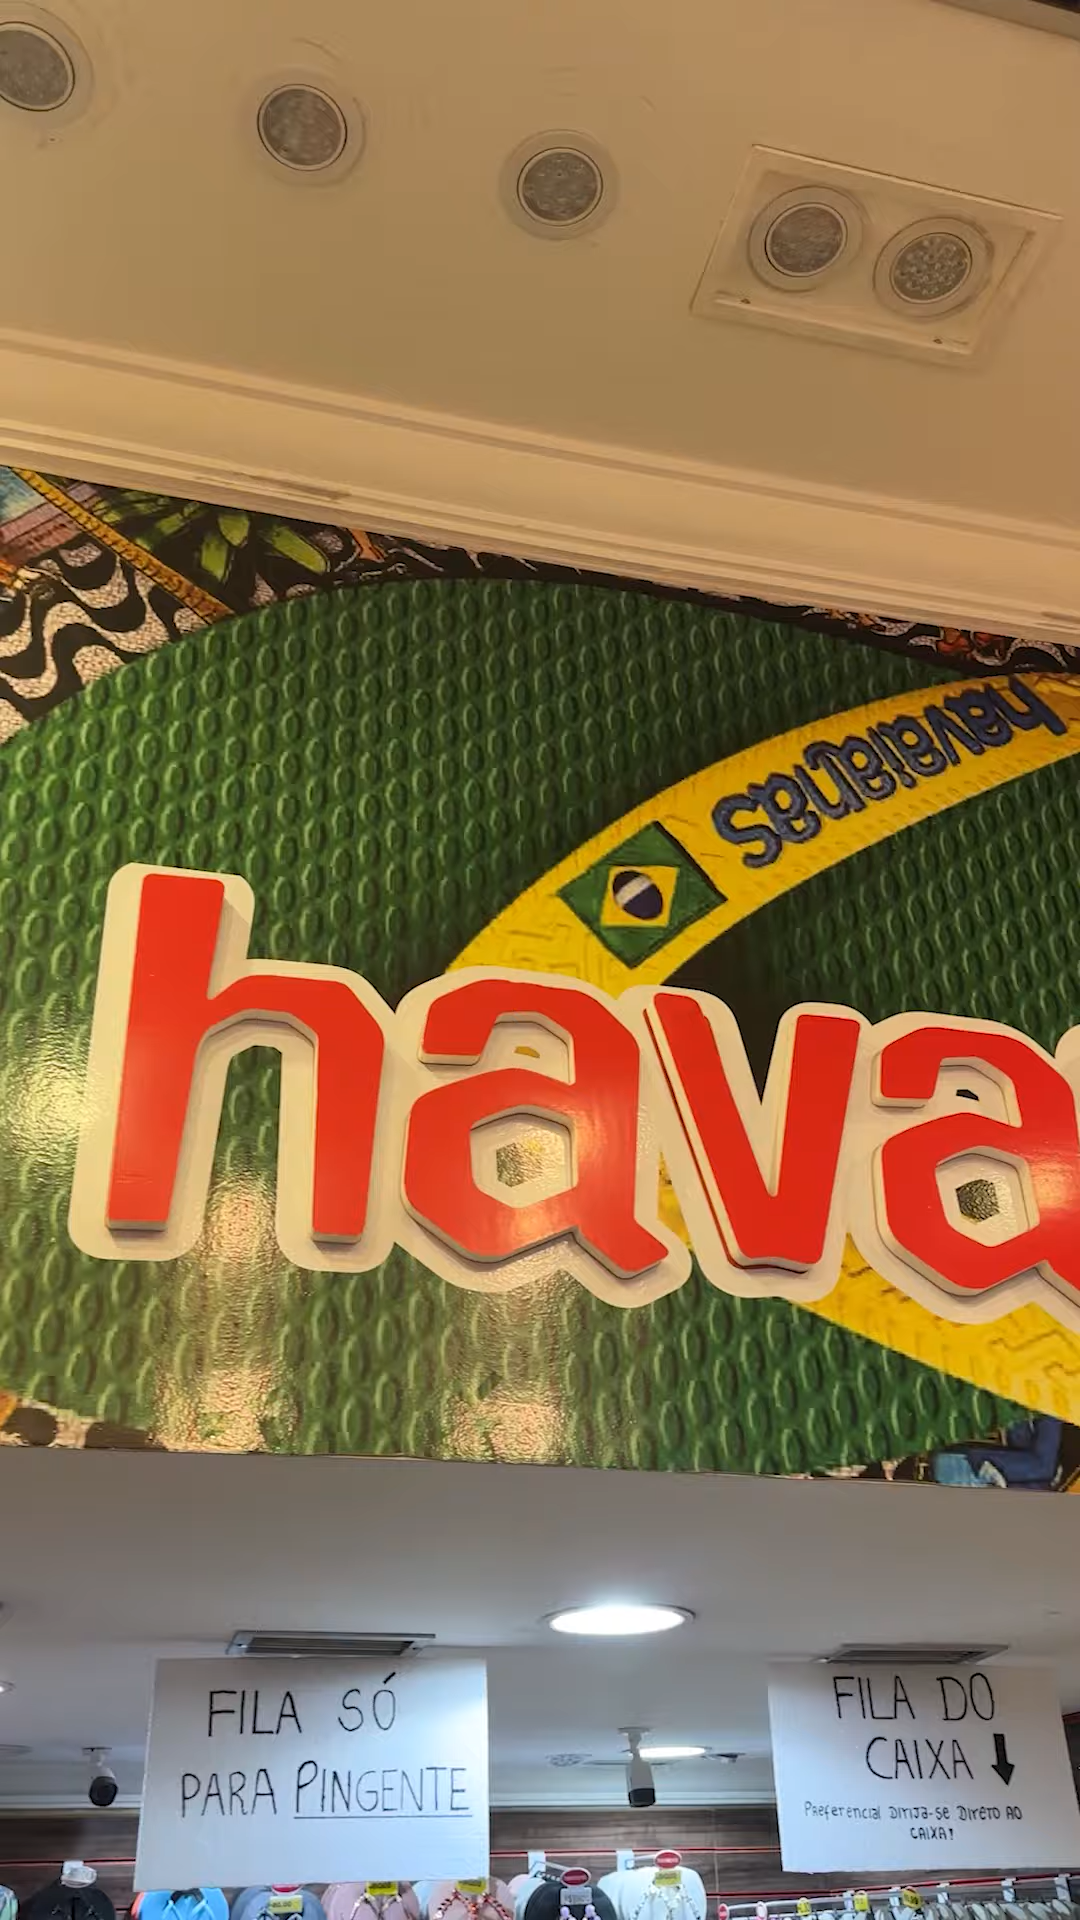 havaianas
hava
FILA SÓ
PARA PINGENTE
FILA DO
CAIXA
Preferencial Dirija-se Direto ao
CAIXA!